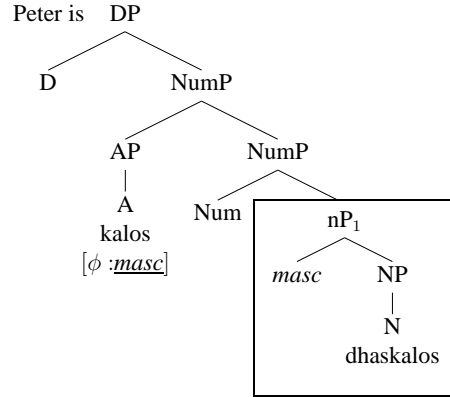 Peter is DP
D NumP
AP NumP
A Num nP₁
kalos masc NP
[ϕ :masc] N
dhaskalos